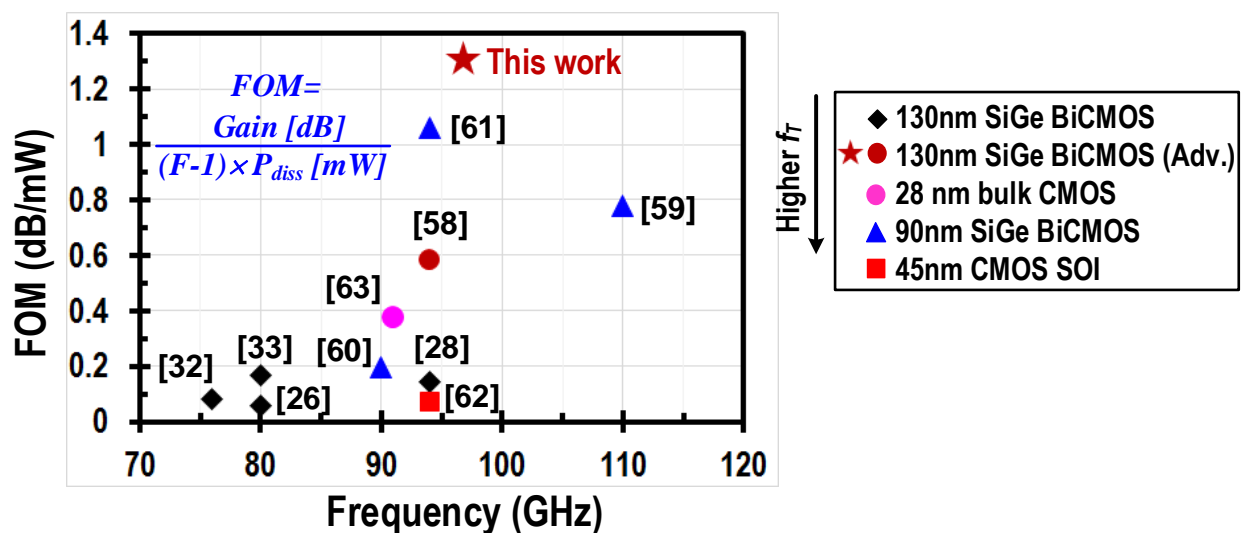 1.4
1.2
1
0.8
0.6
0.4
0.2
0
FOM (dB/mW)
FOM=
Gain [dB]
(F-1)×P_diss [mW]
This work
[61]
[59]
[58]
[63]
[33]
[60]
[28]
[32]
[26]
[62]
70 80 90 100 110 120
Frequency (GHz)
Higher f_T
130nm SiGe BiCMOS
130nm SiGe BiCMOS (Adv.)
28 nm bulk CMOS
90nm SiGe BiCMOS
45nm CMOS SOI